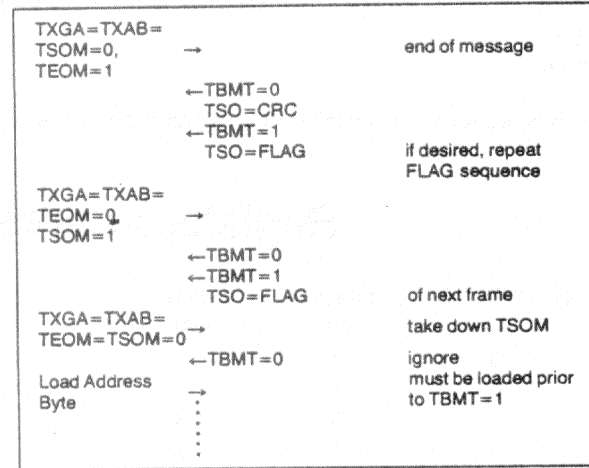 TXGA=TXAB=
TSOM=0, → end of message
TEOM=1
←TBMT=0
TSO=CRC
←TBMT=1
TSO=FLAG if desired, repeat
FLAG sequence
TXGA=TXAB=
TEOM=0, →
TSOM=1
←TBMT=0
←TBMT=1
TSO=FLAG of next frame
TXGA=TXAB= → take down TSOM
TEOM=TSOM=0
←TBMT=0 ignore
Load Address → must be loaded prior
Byte to TBMT=1